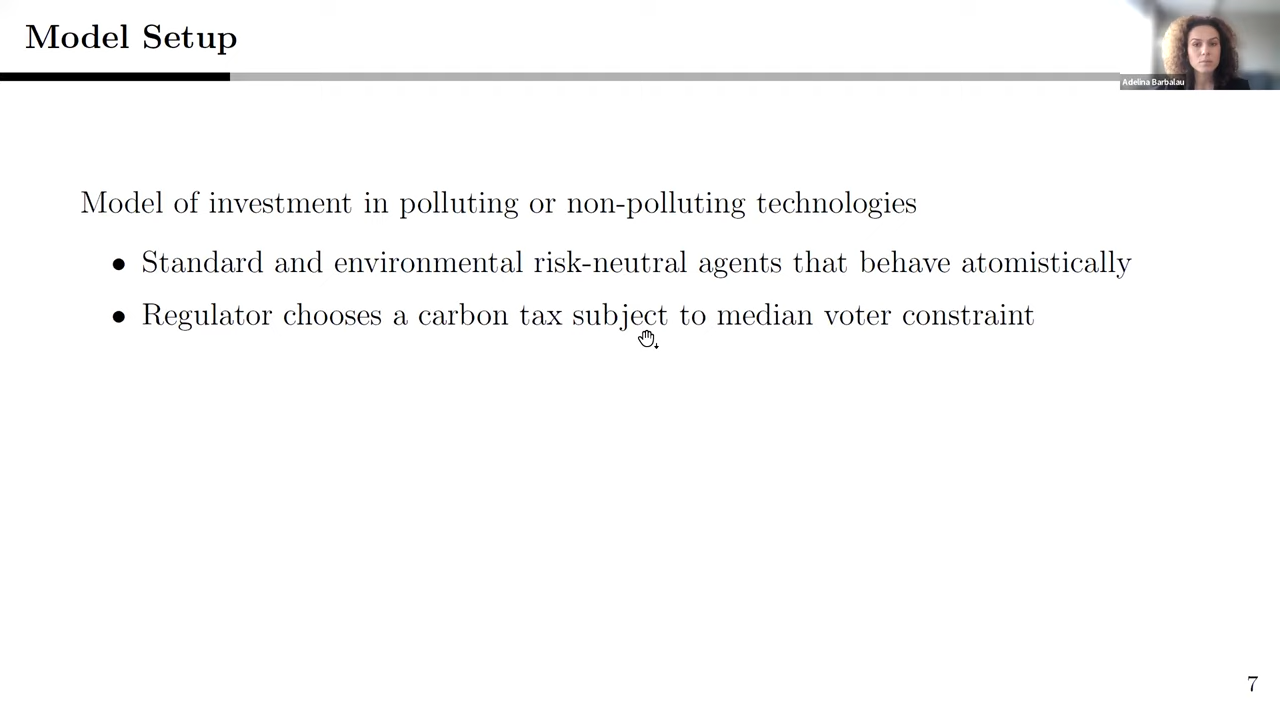 Model Setup
Adelina Barbalau
Model of investment in polluting or non-polluting technologies
• Standard and environmental risk-neutral agents that behave atomistically
• Regulator chooses a carbon tax subject to median voter constraint
7